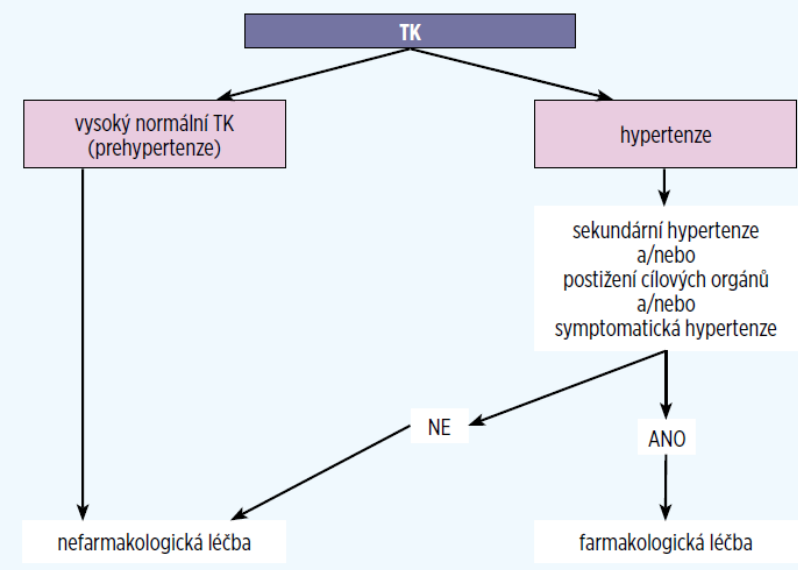 TK
vysoký normální TK
(prehypertenze)
hypertenze
sekundární hypertenze
a/nebo
postižení cílových orgánů
a/nebo
symptomatická hypertenze
NE
ANO
nefarmakologická léčba
farmakologická léčba